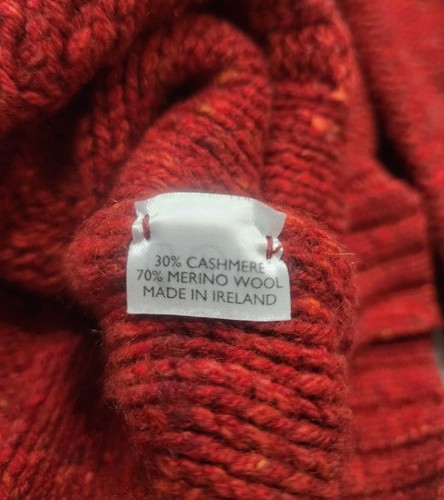 30% CASHMERE
70% MERINO WOOL
MADE IN IRELAND